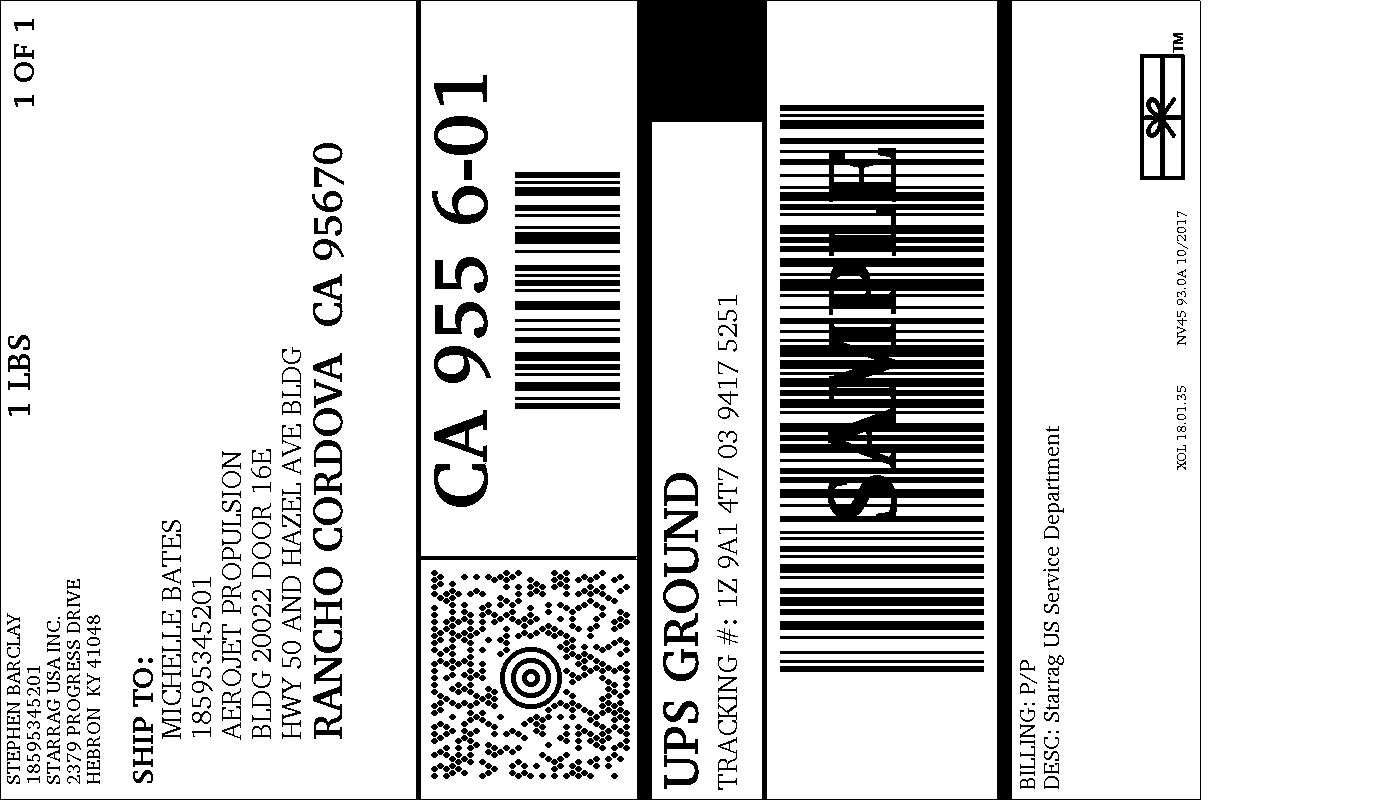 STEPHEN BARCLAY
18595345201
STARRAG USA INC.
2379 PROGRESS DRIVE
HEBRON KY 41048
1 LBS
1 OF 1
SHIP TO:
MICHELLE BATES
18595345201
AEROJET PROPULSION
BLDG 20022 DOOR 16E
HWY 50 AND HAZEL AVE BLDG
RANCHO CORDOVA CA 95670
CA 955 6-01
UPS GROUND
TRACKING #: 1Z 9A1 4T7 03 9417 5251
SAMPLE
BILLING: P/P
DESC: Starrag US Service Department
XOL 18.01.35 NV45 93.0A 10/2017
TM